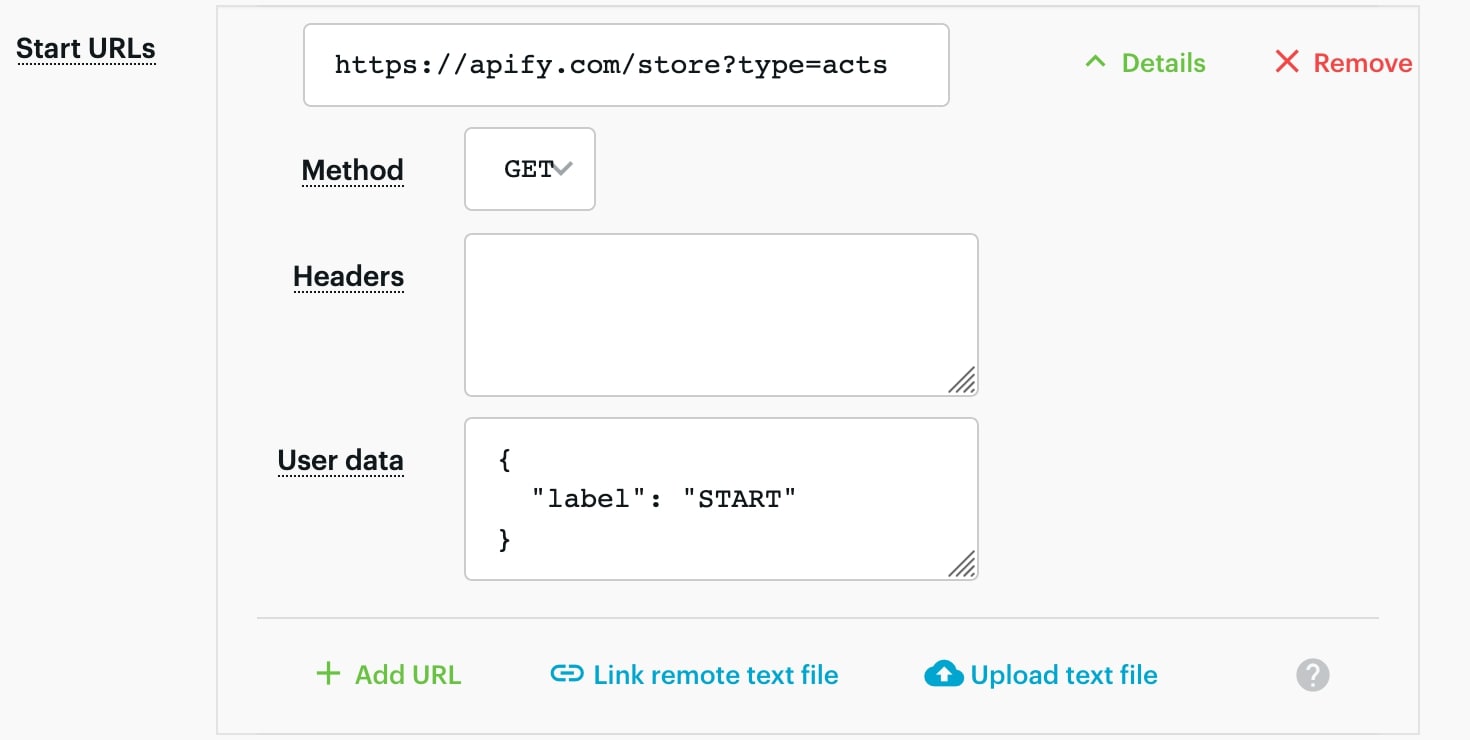 Start URLs
https://apify.com/store?type=acts
Details
Remove
Method
GET
Headers
User data
{
"label": "START"
}
Add URL
Link remote text file
Upload text file
?